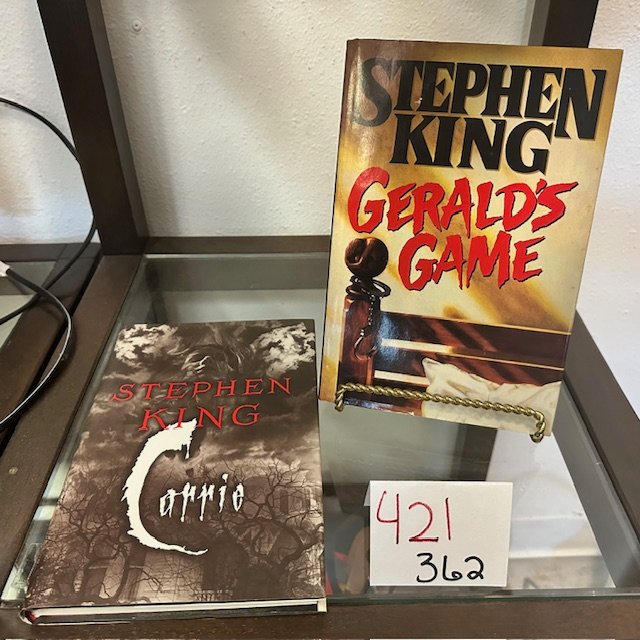 STEPHEN
KING
GERALD'S
GAME
STEPHEN
KING
Carrie
421
362